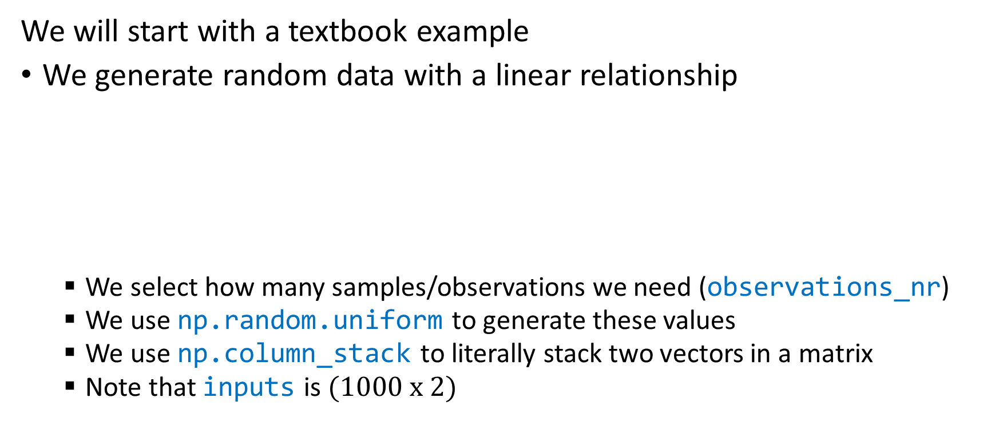 We will start with a textbook example
• We generate random data with a linear relationship
▪ We select how many samples/observations we need (observations_nr)
▪ We use np.random.uniform to generate these values
▪ We use np.column_stack to literally stack two vectors in a matrix
▪ Note that inputs is (1000 x 2)